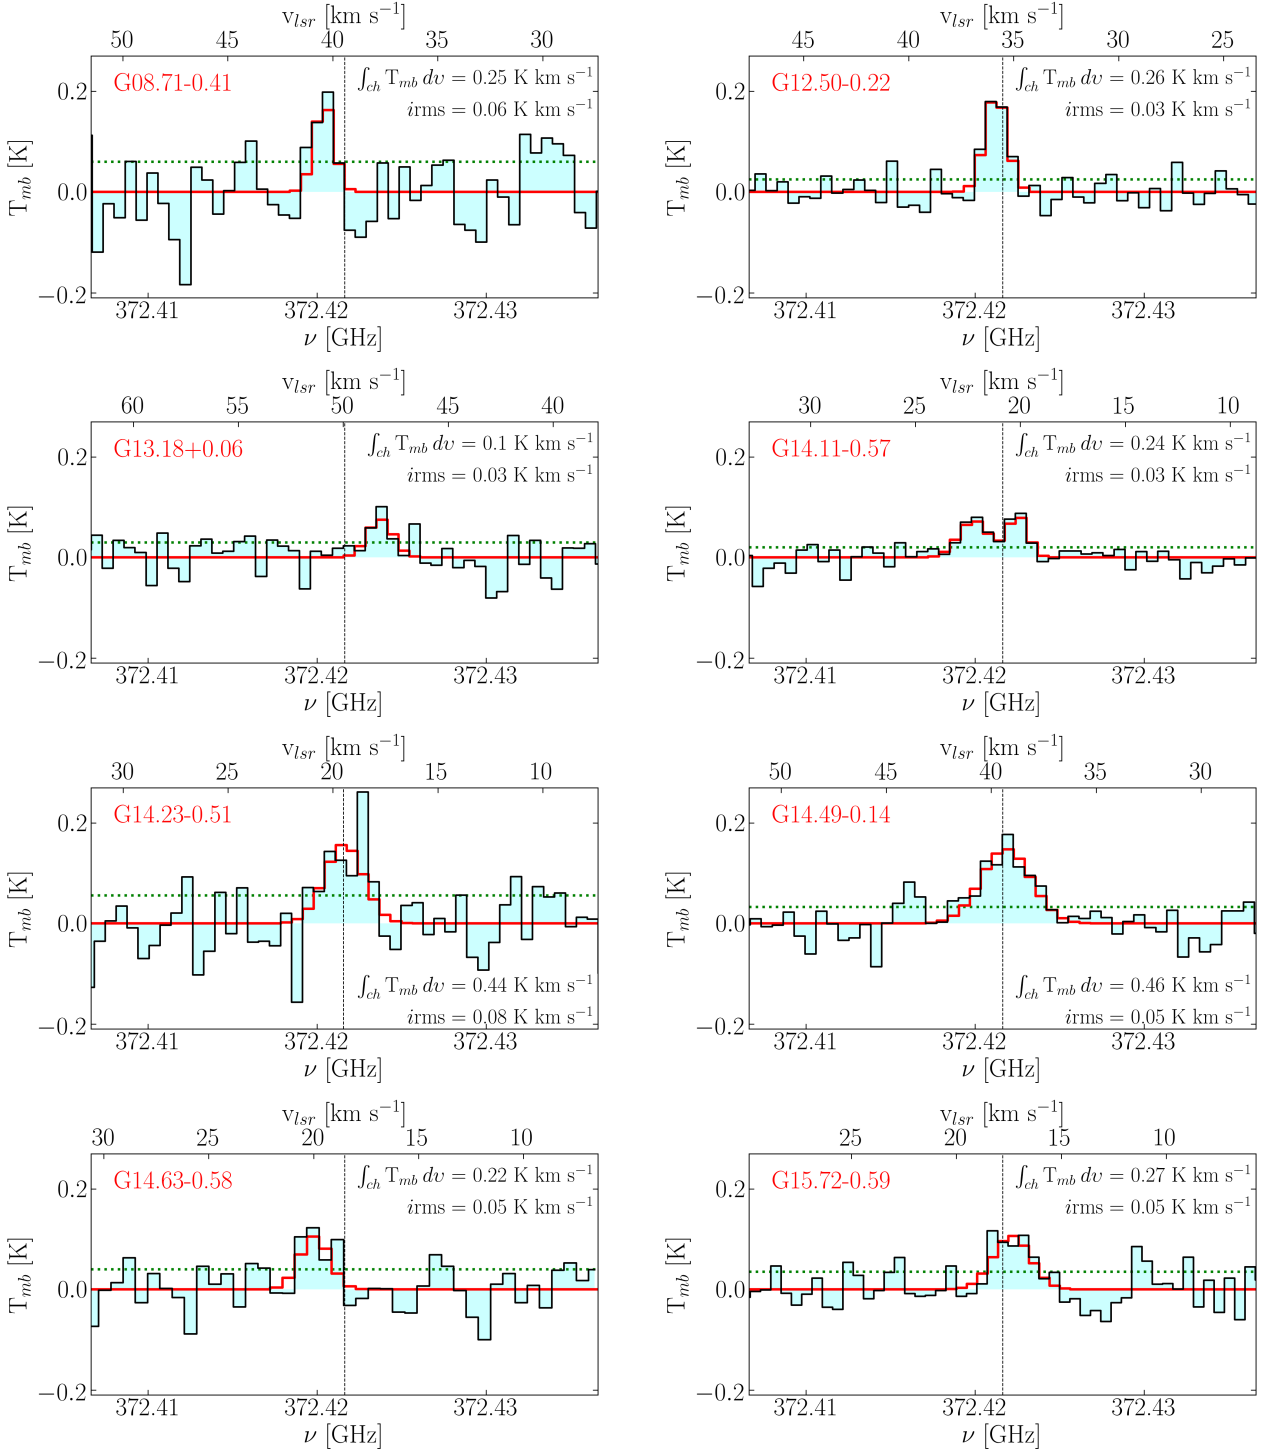 v_lsr [km s⁻¹]
50 45 40 35 30
G08.71-0.41
∫_ch T_mb dυ = 0.25 K km s⁻¹
irms = 0.06 K km s⁻¹
T_mb [K]
0.2
0.0
−0.2
372.41 372.42 372.43
ν [GHz]
v_lsr [km s⁻¹]
45 40 35 30 25
G12.50-0.22
∫_ch T_mb dυ = 0.26 K km s⁻¹
irms = 0.03 K km s⁻¹
T_mb [K]
0.2
0.0
−0.2
372.41 372.42 372.43
ν [GHz]
v_lsr [km s⁻¹]
60 55 50 45 40
G13.18+0.06
∫_ch T_mb dυ = 0.1 K km s⁻¹
irms = 0.03 K km s⁻¹
T_mb [K]
0.2
0.0
−0.2
372.41 372.42 372.43
ν [GHz]
v_lsr [km s⁻¹]
30 25 20 15 10
G14.11-0.57
∫_ch T_mb dυ = 0.24 K km s⁻¹
irms = 0.03 K km s⁻¹
T_mb [K]
0.2
0.0
−0.2
372.41 372.42 372.43
ν [GHz]
v_lsr [km s⁻¹]
30 25 20 15 10
G14.23-0.51
∫_ch T_mb dυ = 0.44 K km s⁻¹
irms = 0.08 K km s⁻¹
T_mb [K]
0.2
0.0
−0.2
372.41 372.42 372.43
ν [GHz]
v_lsr [km s⁻¹]
50 45 40 35 30
G14.49-0.14
∫_ch T_mb dυ = 0.46 K km s⁻¹
irms = 0.05 K km s⁻¹
T_mb [K]
0.2
0.0
−0.2
372.41 372.42 372.43
ν [GHz]
v_lsr [km s⁻¹]
30 25 20 15 10
G14.63-0.58
∫_ch T_mb dυ = 0.22 K km s⁻¹
irms = 0.05 K km s⁻¹
T_mb [K]
0.2
0.0
−0.2
372.41 372.42 372.43
ν [GHz]
v_lsr [km s⁻¹]
25 20 15 10
G15.72-0.59
∫_ch T_mb dυ = 0.27 K km s⁻¹
irms = 0.05 K km s⁻¹
T_mb [K]
0.2
0.0
−0.2
372.41 372.42 372.43
ν [GHz]